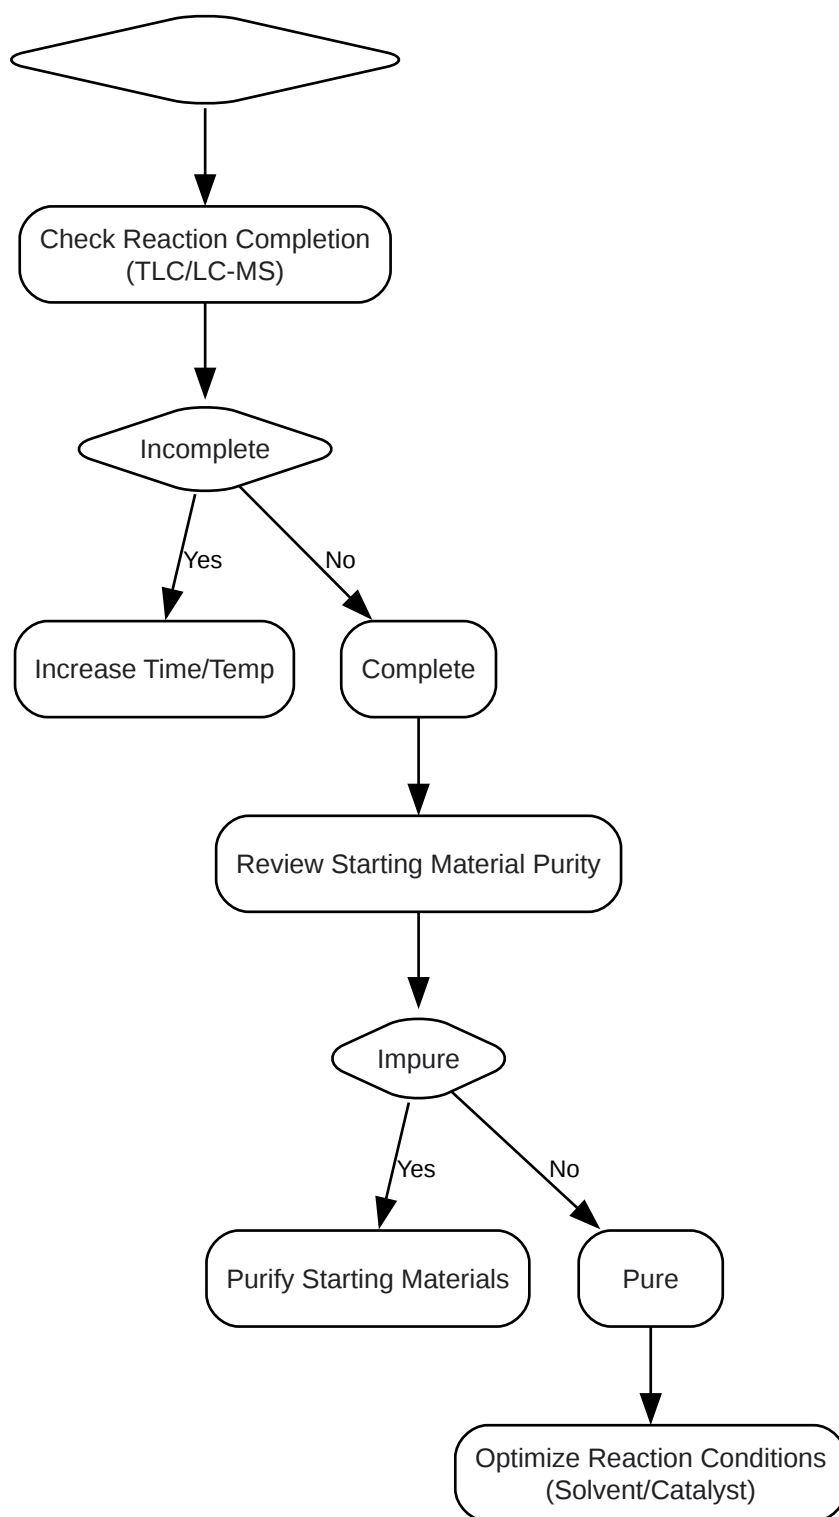 Check Reaction Completion
(TLC/LC-MS)
Incomplete
Yes
No
Increase Time/Temp
Complete
Review Starting Material Purity
Impure
Yes
No
Purify Starting Materials
Pure
Optimize Reaction Conditions
(Solvent/Catalyst)